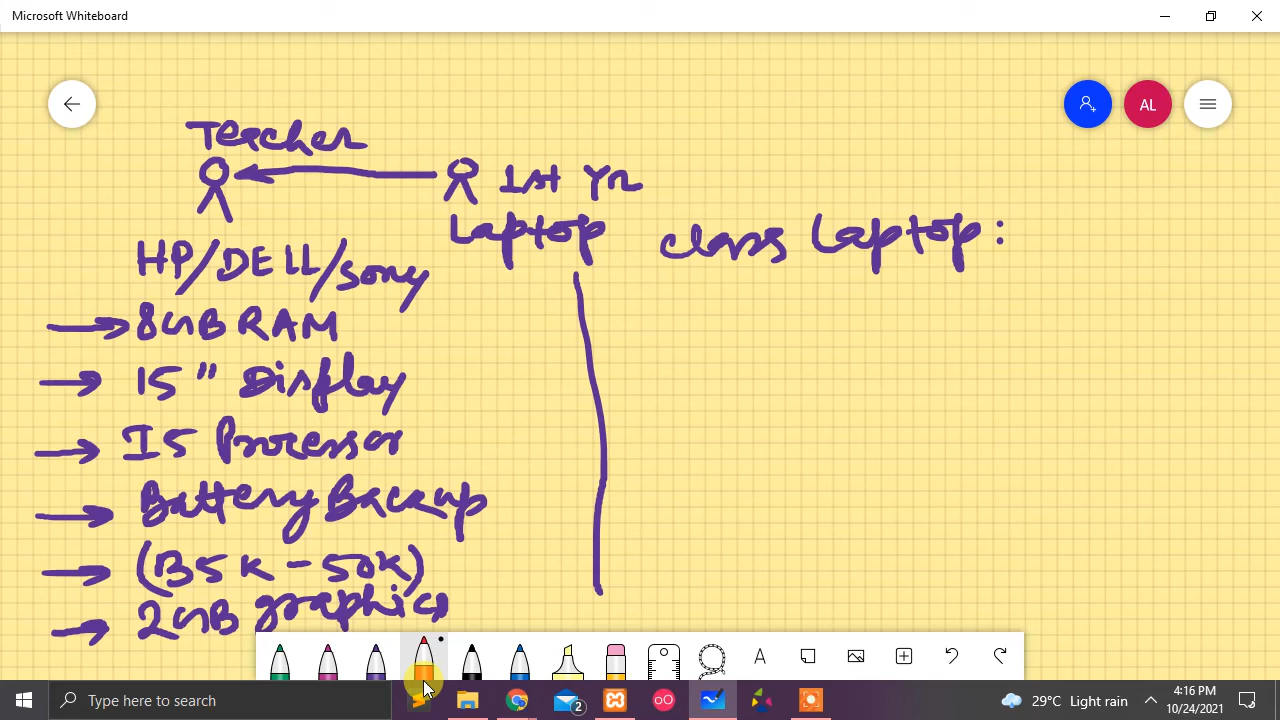 Microsoft Whiteboard
AL
Teacher
1st Yr
Laptop
class Laptop:
HP/DELL/Sony
8GB RAM
15" Display
I5 Processor
Battery Backup
(35K - 50K)
2GB graphics
A
Type here to search
2
29°C Light rain
4:16 PM
10/24/2021